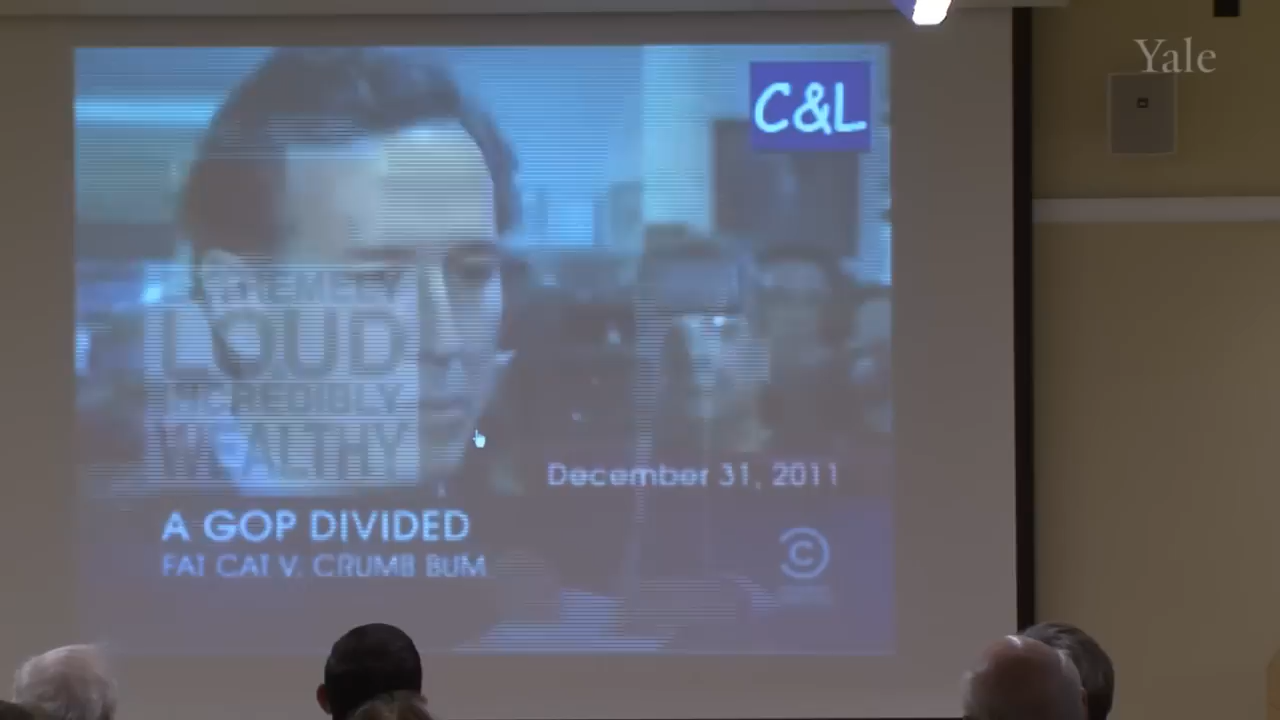 Yale
C&L
EXTREMELY
LOUD
INCREDIBLY
WEALTHY
December 31, 2011
A GOP DIVIDED
FAT CAT V. CRUMB BUM
C